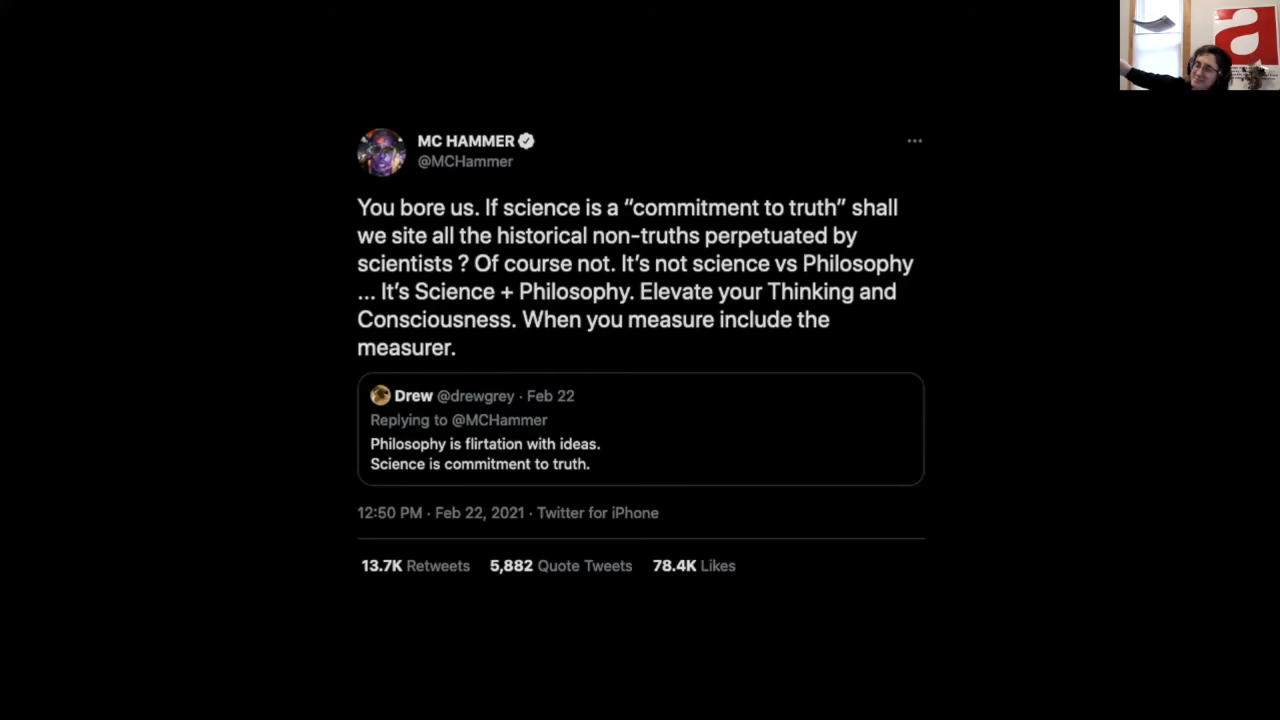 MC HAMMER
@MCHammer
You bore us. If science is a “commitment to truth” shall
we site all the historical non-truths perpetuated by
scientists ? Of course not. It’s not science vs Philosophy
... It’s Science + Philosophy. Elevate your Thinking and
Consciousness. When you measure include the
measurer.
Drew @drewgrey · Feb 22
Replying to @MCHammer
Philosophy is flirtation with ideas.
Science is commitment to truth.
12:50 PM · Feb 22, 2021 · Twitter for iPhone
13.7K Retweets 5,882 Quote Tweets 78.4K Likes
a